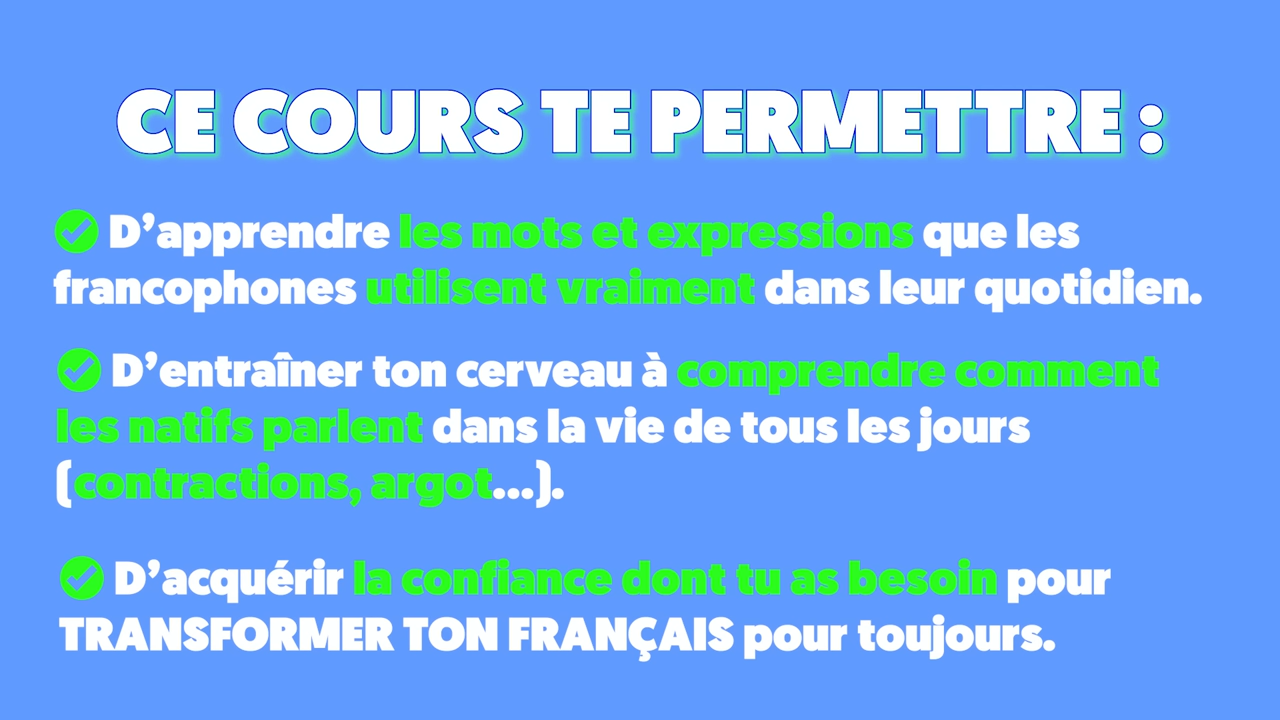 CE COURS TE PERMETTRE :
D’apprendre les mots et expressions que les
francophones utilisent vraiment dans leur quotidien.
D’entraîner ton cerveau à comprendre comment
les natifs parlent dans la vie de tous les jours
(contractions, argot...).
D’acquérir la confiance dont tu as besoin pour
TRANSFORMER TON FRANÇAIS pour toujours.